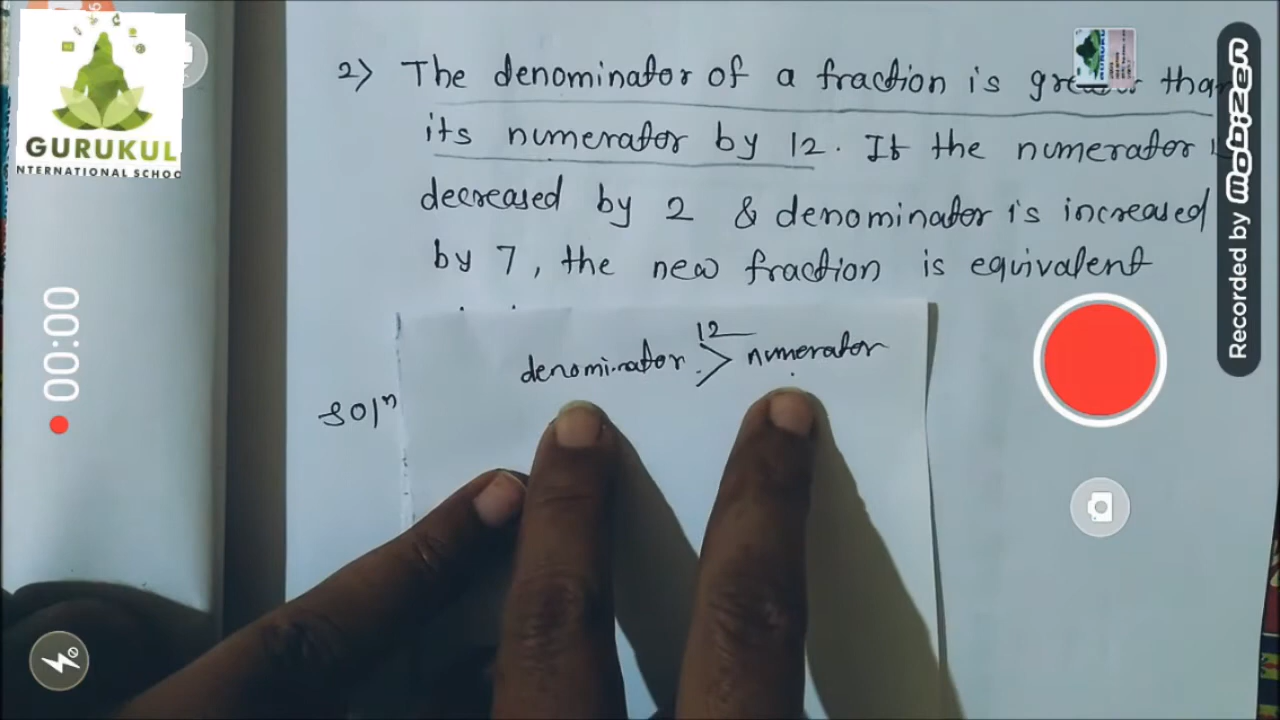 GURUKUL
INTERNATIONAL SCHOO
00:00
2) The denominator of a fraction is greater than
its numerator by 12. If the numerator
decreased by 2 & denominator is increased
by 7, the new fraction is equivalent
12
denominator > numerator
Solⁿ
Recorded by mobizen